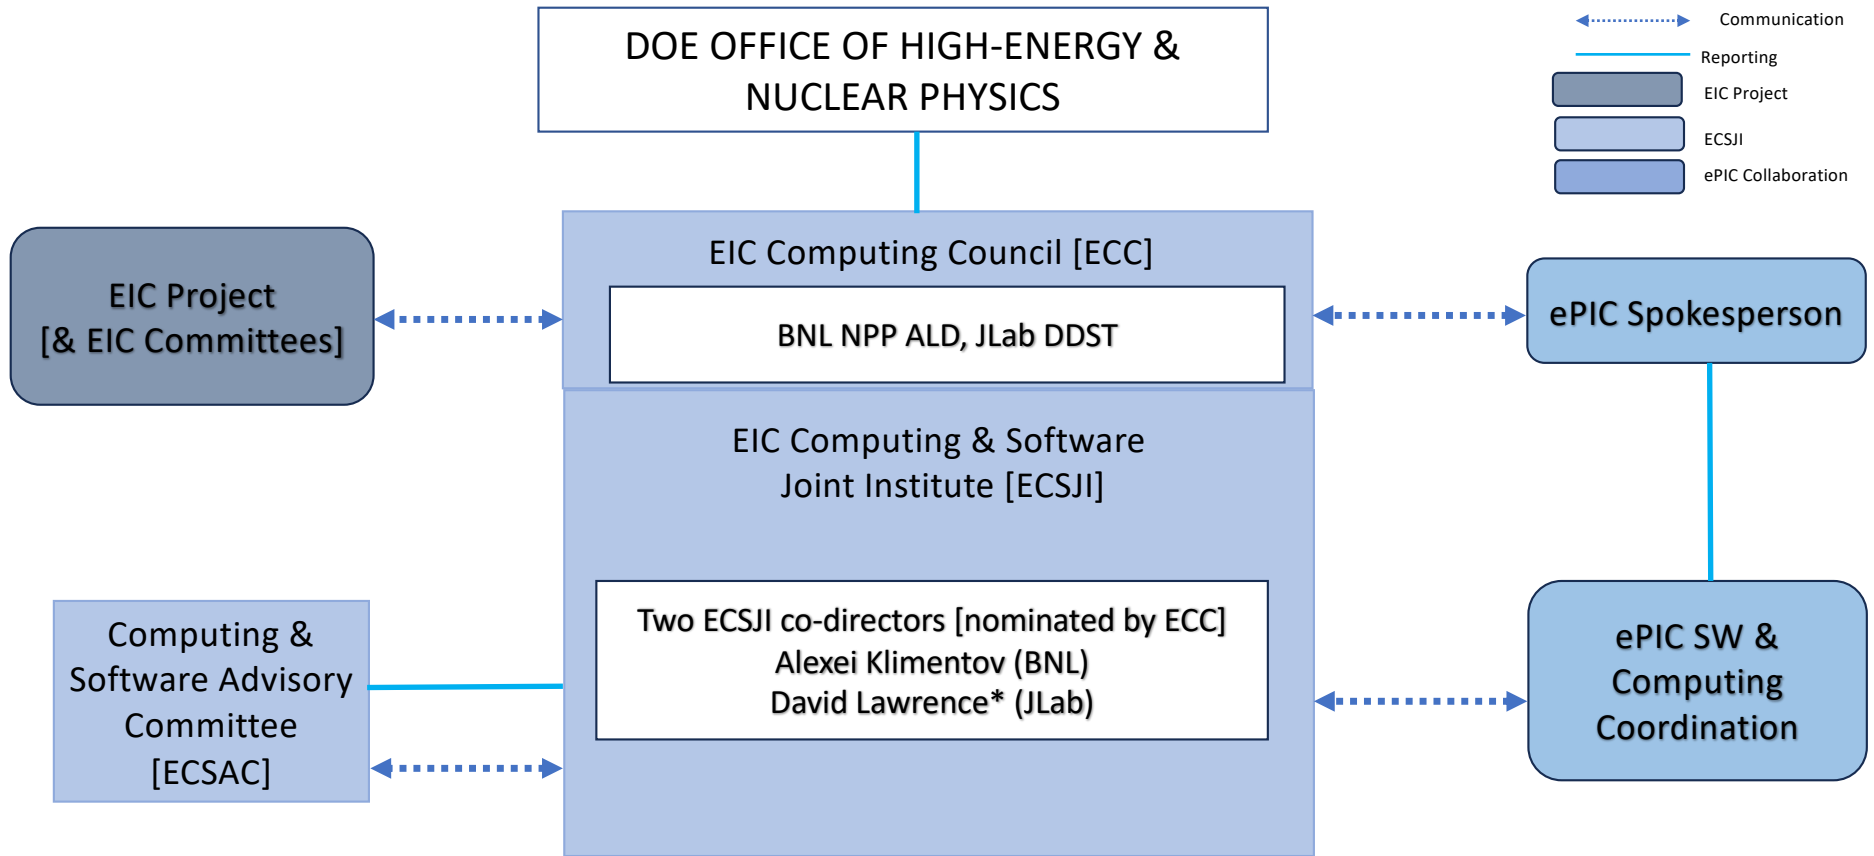 DOE OFFICE OF HIGH-ENERGY &
NUCLEAR PHYSICS
Communication
Reporting
EIC Project
ECSJI
ePIC Collaboration
EIC Project
[& EIC Committees]
EIC Computing Council [ECC]
BNL NPP ALD, JLab DDST
ePIC Spokesperson
EIC Computing & Software
Joint Institute [ECSJI]
Two ECSJI co-directors [nominated by ECC]
Alexei Klimentov (BNL)
David Lawrence* (JLab)
Computing &
Software Advisory
Committee
[ECSAC]
ePIC SW &
Computing
Coordination